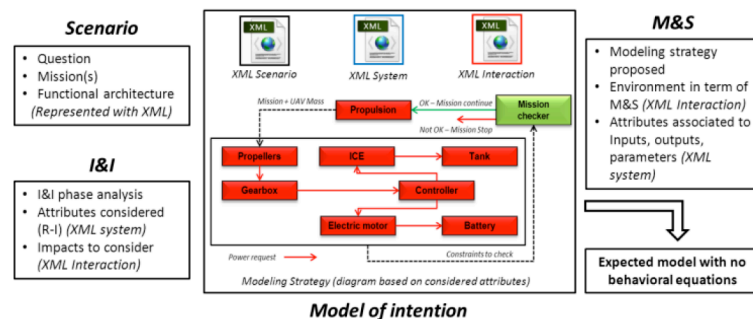 Scenario
• Question
• Mission(s)
• Functional architecture
(Represented with XML)
I&I
• I&I phase analysis
• Attributes considered
(R-I) (XML system)
• Impacts to consider
(XML Interaction)
XML
XML
XML
XML Scenario
XML System
XML Interaction
Mission + UAV Mass
Propulsion
OK – Mission continue
Not OK – Mission Stop
Mission
checker
Propellers
ICE
Tank
Gearbox
Controller
Electric motor
Battery
Power request
Constraints to check
Modeling Strategy (diagram based on considered attributes)
Model of intention
M&S
• Modeling strategy
proposed
• Environment in term of
M&S (XML Interaction)
• Attributes associated to
Inputs, outputs,
parameters (XML
system)
Expected model with no
behavioral equations